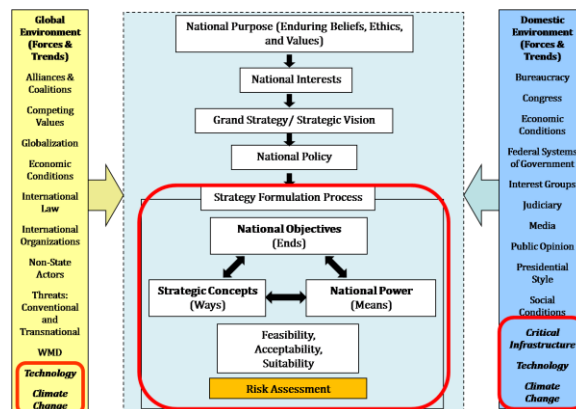 Global
Environment
(Forces &
Trends)
Alliances &
Coalitions
Competing
Values
Globalization
Economic
Conditions
International
Law
International
Organizations
Non-State
Actors
Threats:
Conventional
and
Transnational
WMD
Technology
Climate
Change
National Purpose (Enduring Beliefs, Ethics,
and Values)
National Interests
Grand Strategy/ Strategic Vision
National Policy
Strategy Formulation Process
National Objectives
(Ends)
Strategic Concepts
(Ways)
National Power
(Means)
Feasibility,
Acceptability,
Suitability
Risk Assessment
Domestic
Environment
(Forces &
Trends)
Bureaucracy
Congress
Economic
Conditions
Federal Systems
of Government
Interest Groups
Judiciary
Media
Public Opinion
Presidential
Style
Social
Conditions
Critical
Infrastructure
Technology
Climate
Change